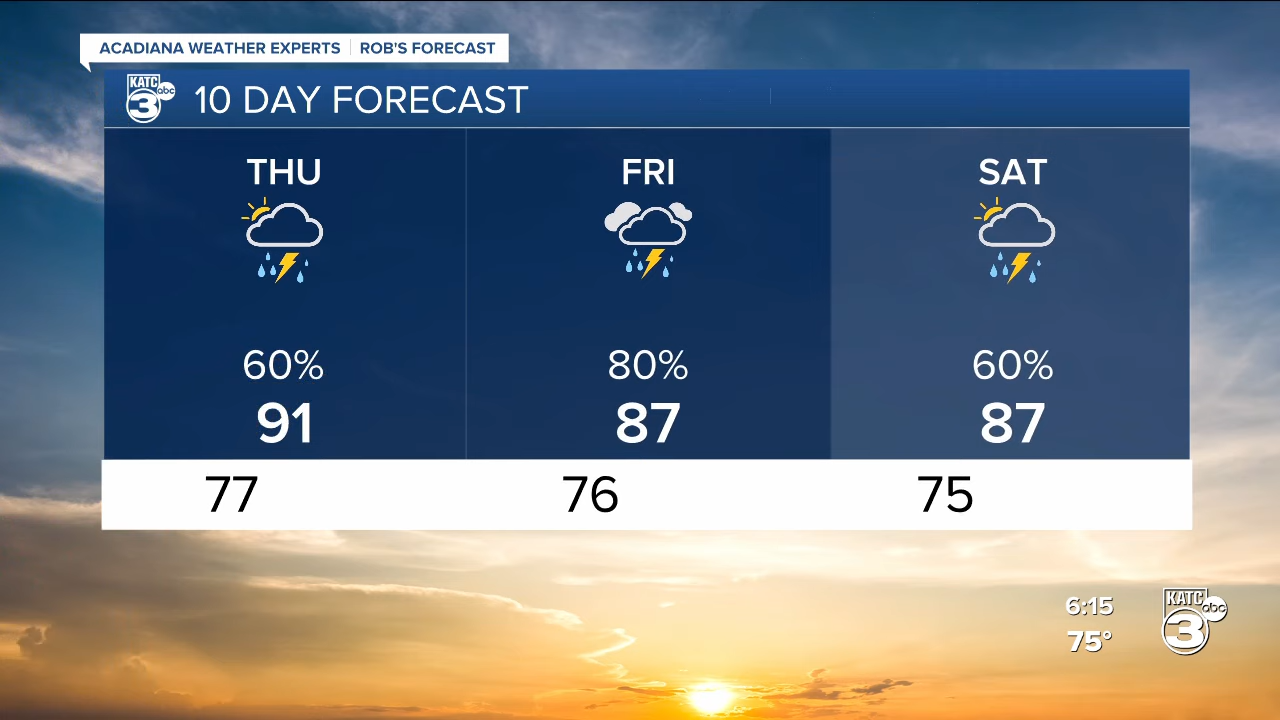 ACADIANA WEATHER EXPERTS | ROB'S FORECAST
KATC abc 3
10 DAY FORECAST
THU FRI SAT
60% 80% 60%
91 87 87
77 76 75
6:15
75°
KATC abc 3